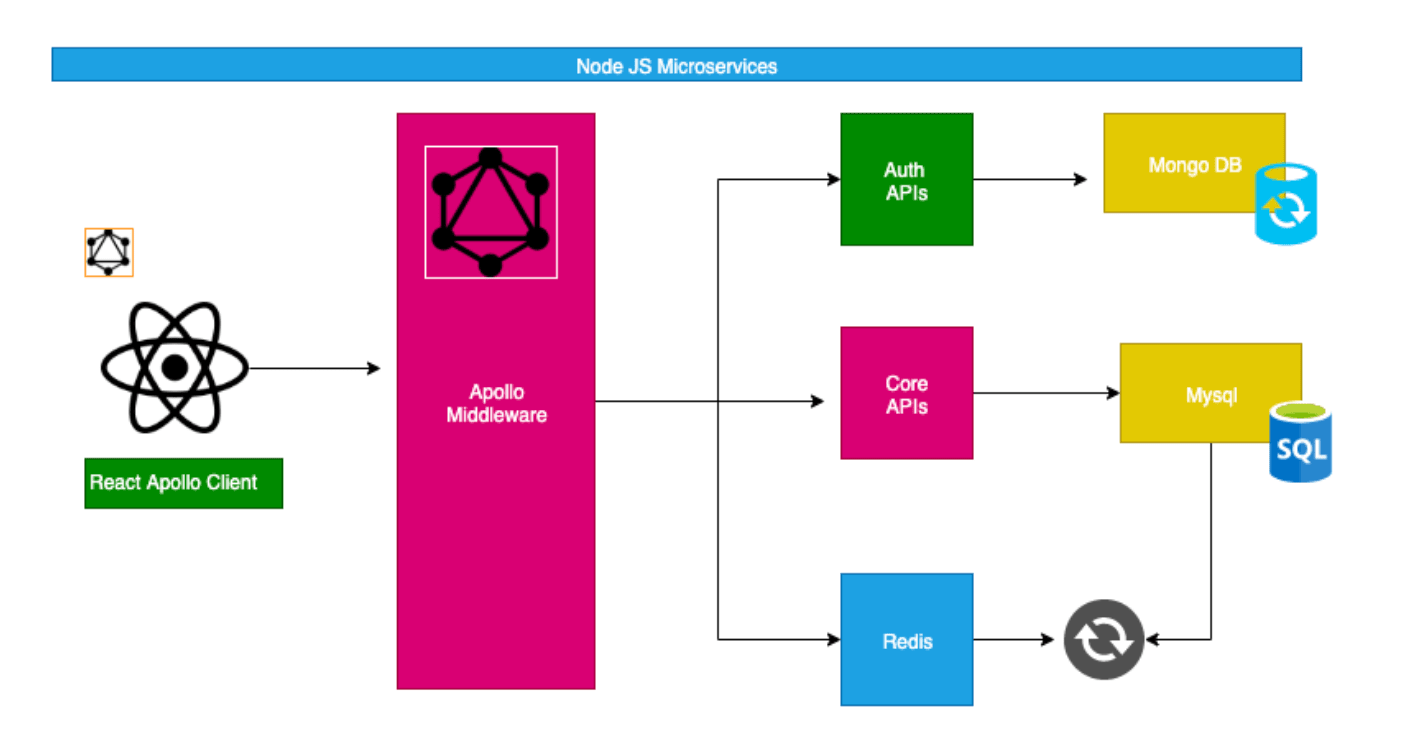 Node JS Microservices
Auth
APIs
Mongo DB
Apollo
Middleware
Core
APIs
Mysql
SQL
React Apollo Client
Redis